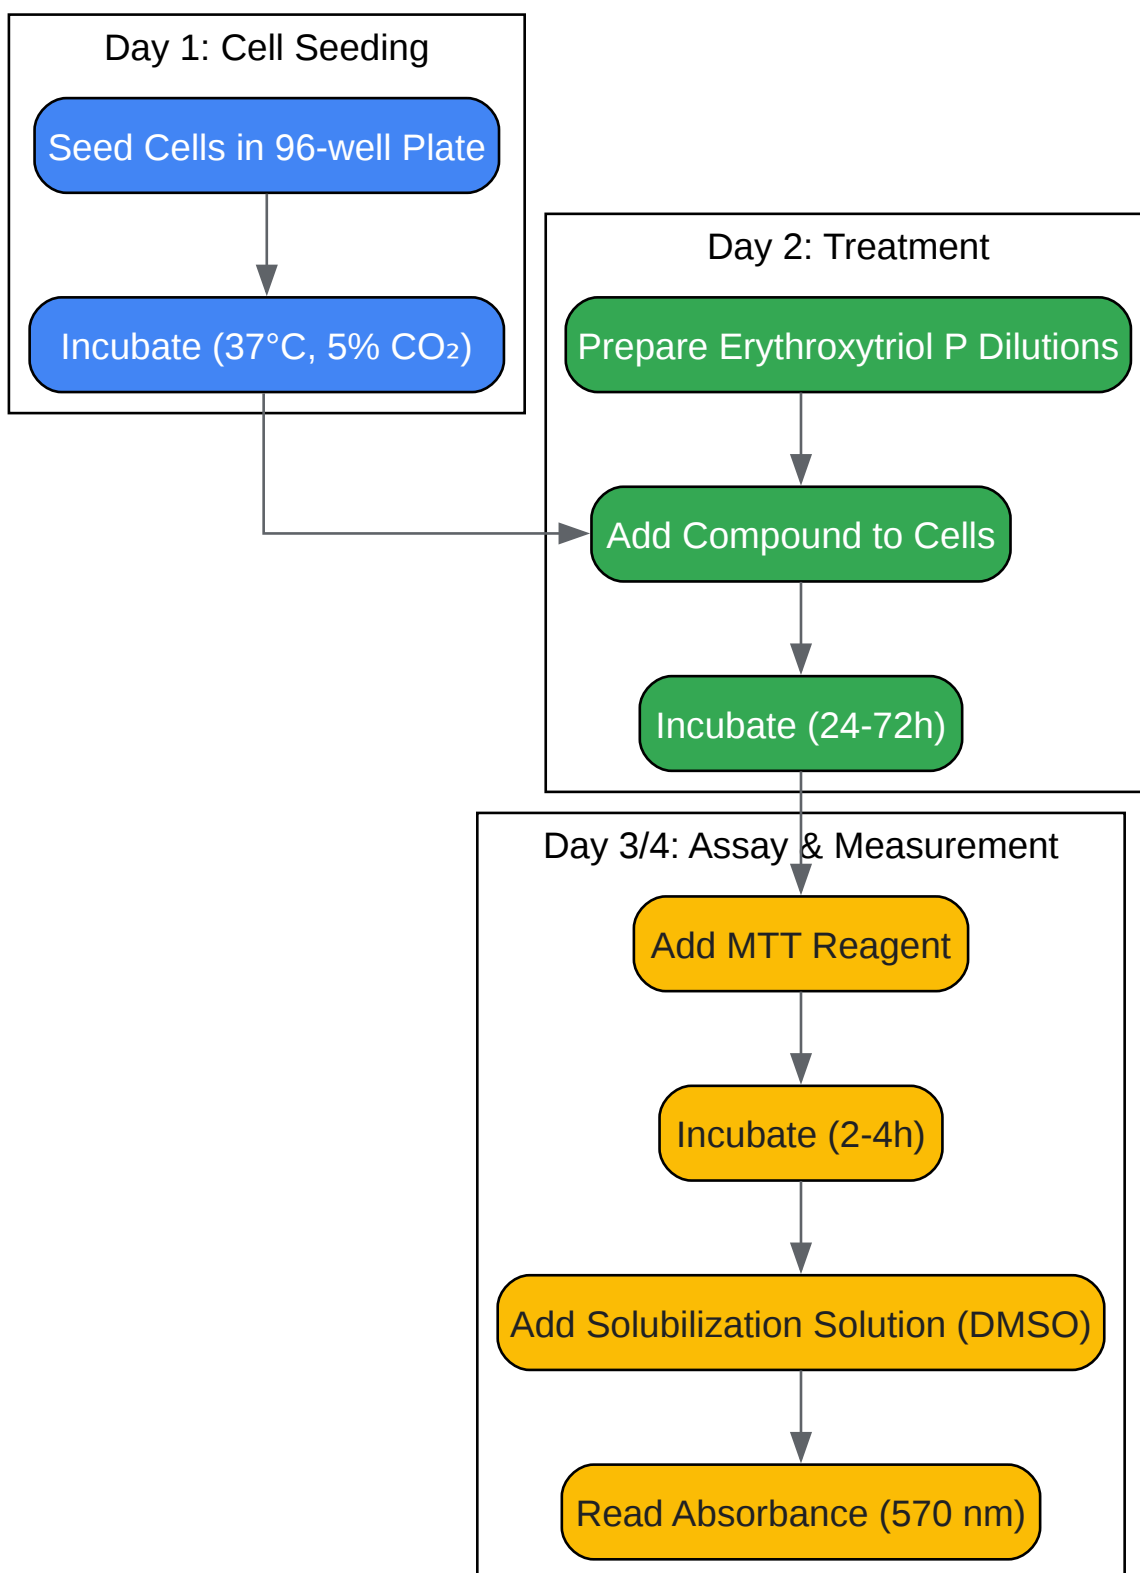 Day 1: Cell Seeding
Seed Cells in 96-well Plate
Incubate (37°C, 5% CO₂)
Day 2: Treatment
Prepare Erythroxytriol P Dilutions
Add Compound to Cells
Incubate (24-72h)
Day 3/4: Assay & Measurement
Add MTT Reagent
Incubate (2-4h)
Add Solubilization Solution (DMSO)
Read Absorbance (570 nm)